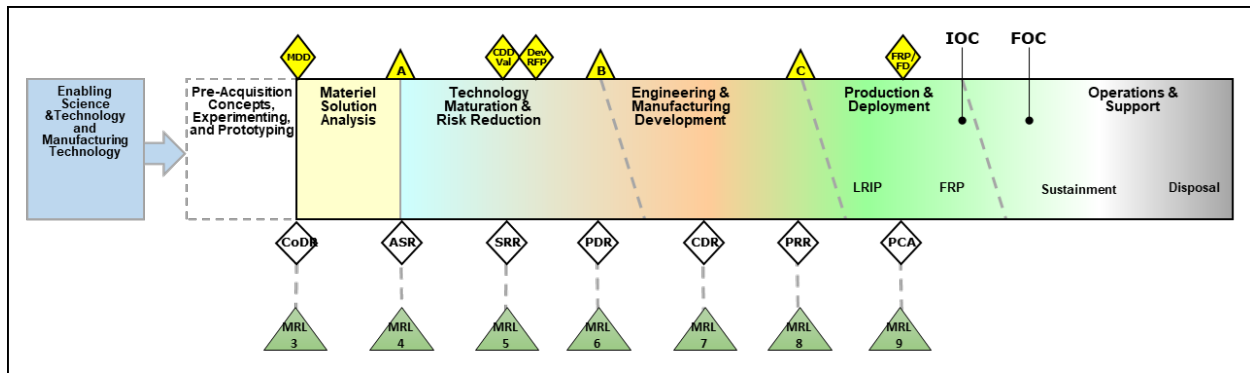 IOC
FOC
MDD
A
CDD
Val
Dev
RFP
B
C
FRP/
FD
Enabling
Science
&Technology
and
Manufacturing
Technology
Pre-Acquisition
Concepts,
Experimenting,
and Prototyping
Materiel
Solution
Analysis
Technology
Maturation &
Risk Reduction
Engineering &
Manufacturing
Development
Production &
Deployment
Operations &
Support
LRIP
FRP
Sustainment
Disposal
ASR
SRR
PDR
CDR
PRR
PCA
MRL
3
MRL
4
MRL
5
MRL
6
MRL
7
MRL
8
MRL
9